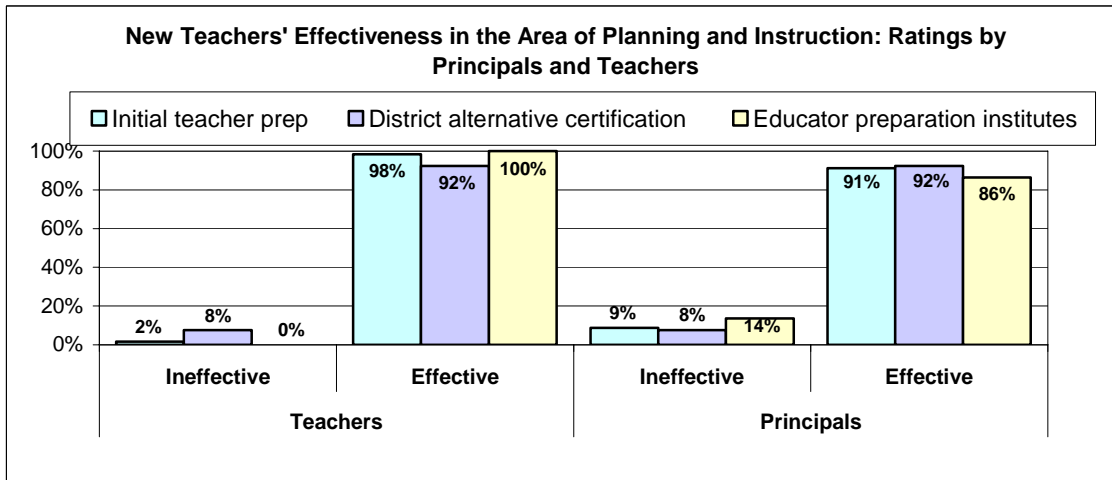 New Teachers' Effectiveness in the Area of Planning and Instruction: Ratings by
Principals and Teachers
Initial teacher prep District alternative certification Educator preparation institutes
100%
80%
60%
40%
20%
0%
2% 8% 0% 98% 92% 100% 9% 8% 14% 91% 92% 86%
Ineffective Effective Ineffective Effective
Teachers Principals